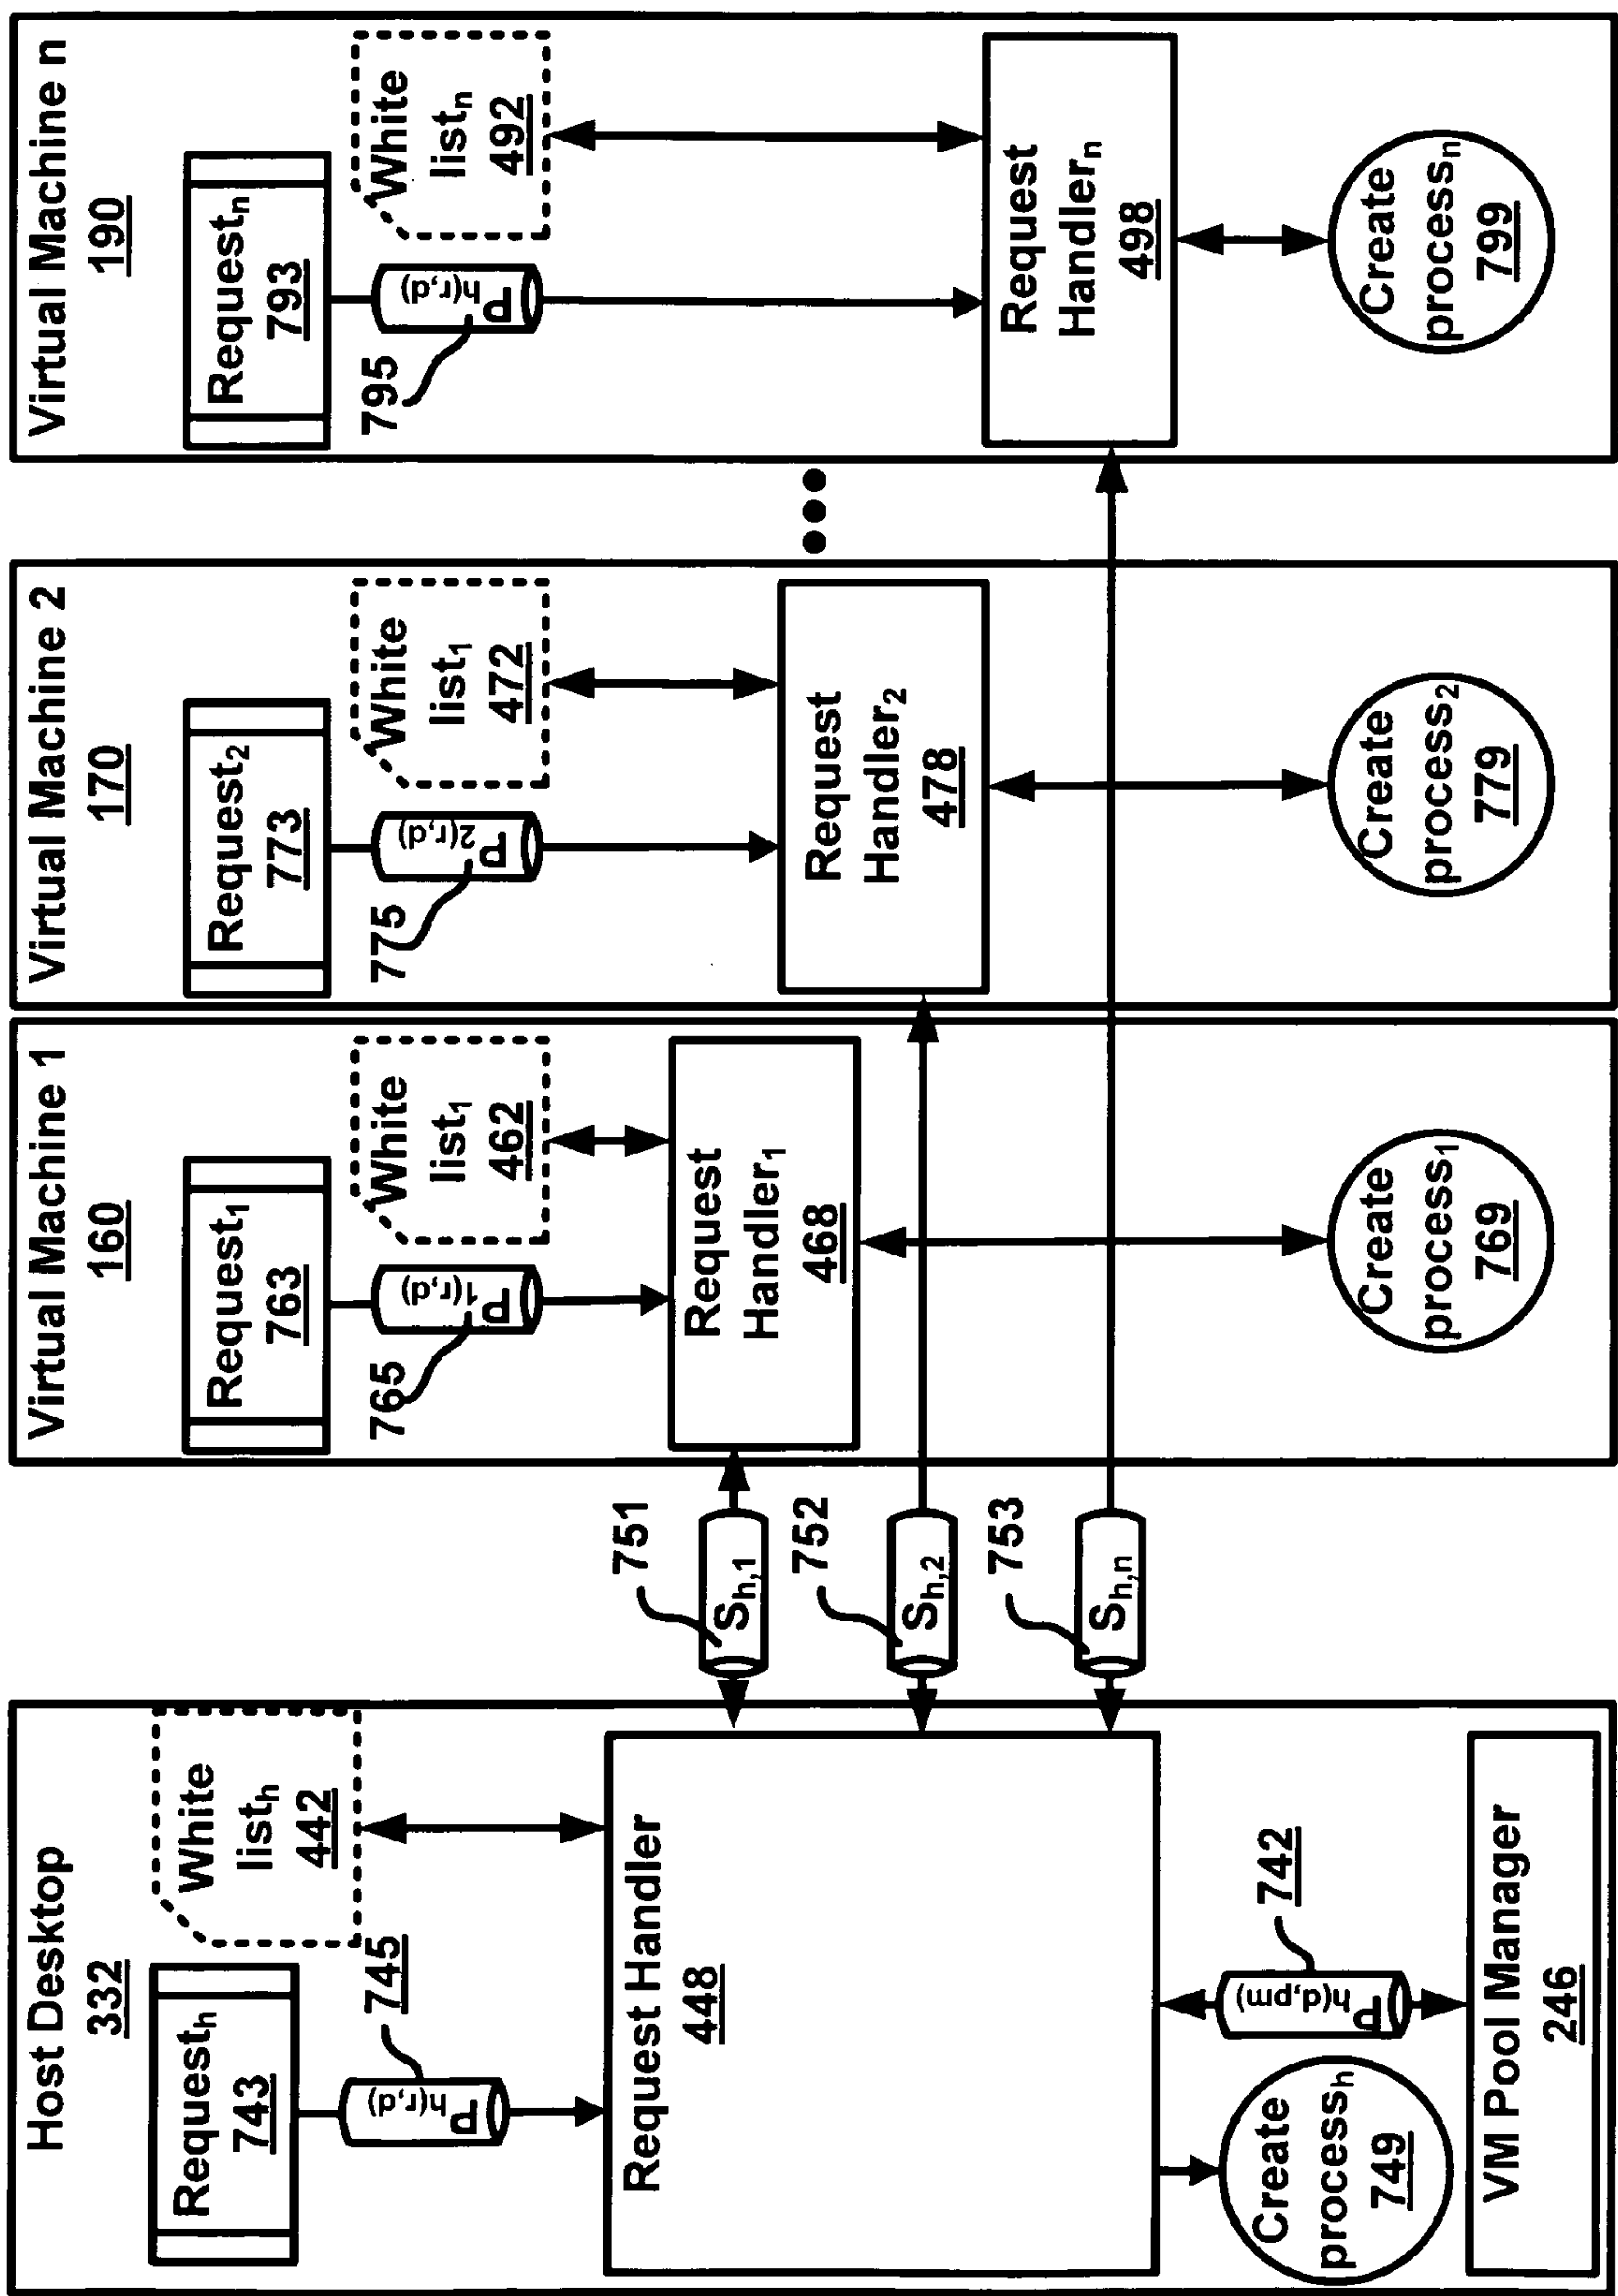 Host Desktop
332
Request_h
743
White
list_h
442
745
P_h(r,d)
Request Handler
448
742
P_h(d,pm)
Create
process_h
749
VM Pool Manager
246
751
S_h,1
752
S_h,2
753
S_h,n
Virtual Machine 1
160
Request_1
763
White
list_1
462
765
P_1(r,d)
Request
Handler_1
468
Create
process_1
769
Virtual Machine 2
170
Request_2
773
White
list_1
472
775
P_2(r,d)
Request
Handler_2
478
Create
process_2
779
Virtual Machine n
190
Request_n
793
White
list_n
492
795
P_h(r,d)
Request
Handler_n
498
Create
process_n
799